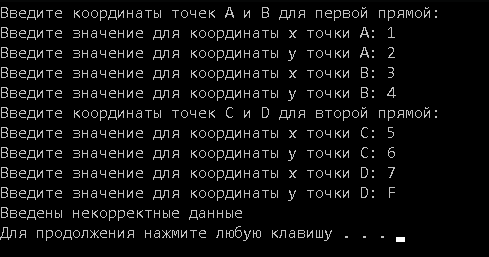 Введите координаты точек A и B для первой прямой:
Введите значение для координаты x точки A: 1
Введите значение для координаты y точки A: 2
Введите значение для координаты x точки B: 3
Введите значение для координаты y точки B: 4
Введите координаты точек C и D для второй прямой:
Введите значение для координаты x точки C: 5
Введите значение для координаты y точки C: 6
Введите значение для координаты x точки D: 7
Введите значение для координаты y точки D: F
Введены некорректные данные
Для продолжения нажмите любую клавишу . . .